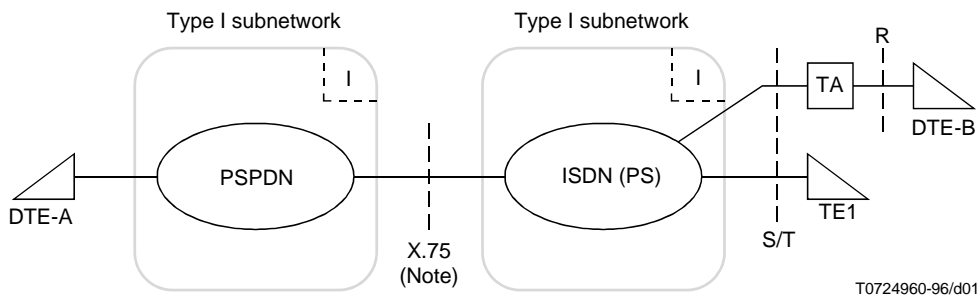 Type I subnetwork
Type I subnetwork
I
I
R
TA
DTE-B
PSPDN
ISDN (PS)
DTE-A
TE1
X.75
(Note)
S/T
T0724960-96/d01